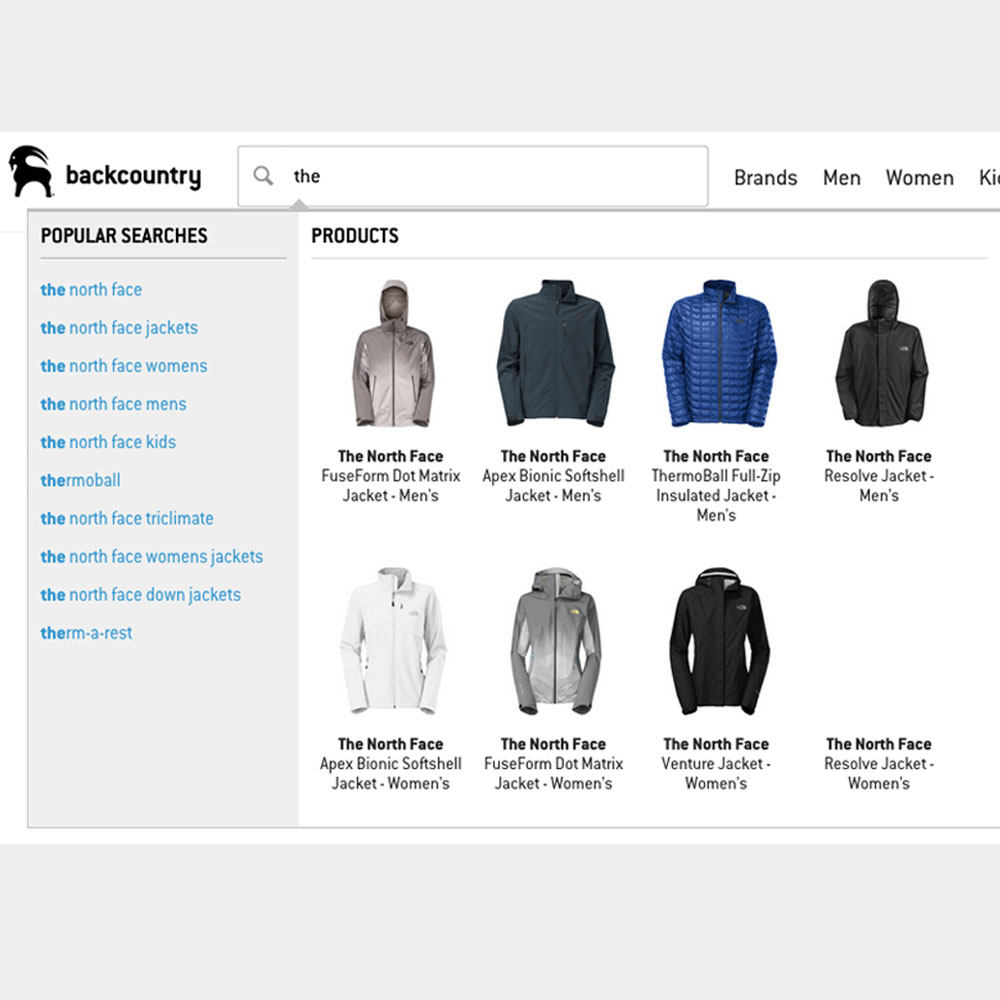 backcountry
the
Brands Men Women
POPULAR SEARCHES
the north face
the north face jackets
the north face womens
the north face mens
the north face kids
thermoball
the north face triclimate
the north face womens jackets
the north face down jackets
therm-a-rest
PRODUCTS
The North Face
FuseForm Dot Matrix
Jacket - Men's
The North Face
Apex Bionic Softshell
Jacket - Men's
The North Face
ThermoBall Full-Zip
Insulated Jacket -
Men's
The North Face
Resolve Jacket -
Men's
The North Face
Apex Bionic Softshell
Jacket - Women's
The North Face
FuseForm Dot Matrix
Jacket - Women's
The North Face
Venture Jacket -
Women's
The North Face
Resolve Jacket -
Women's